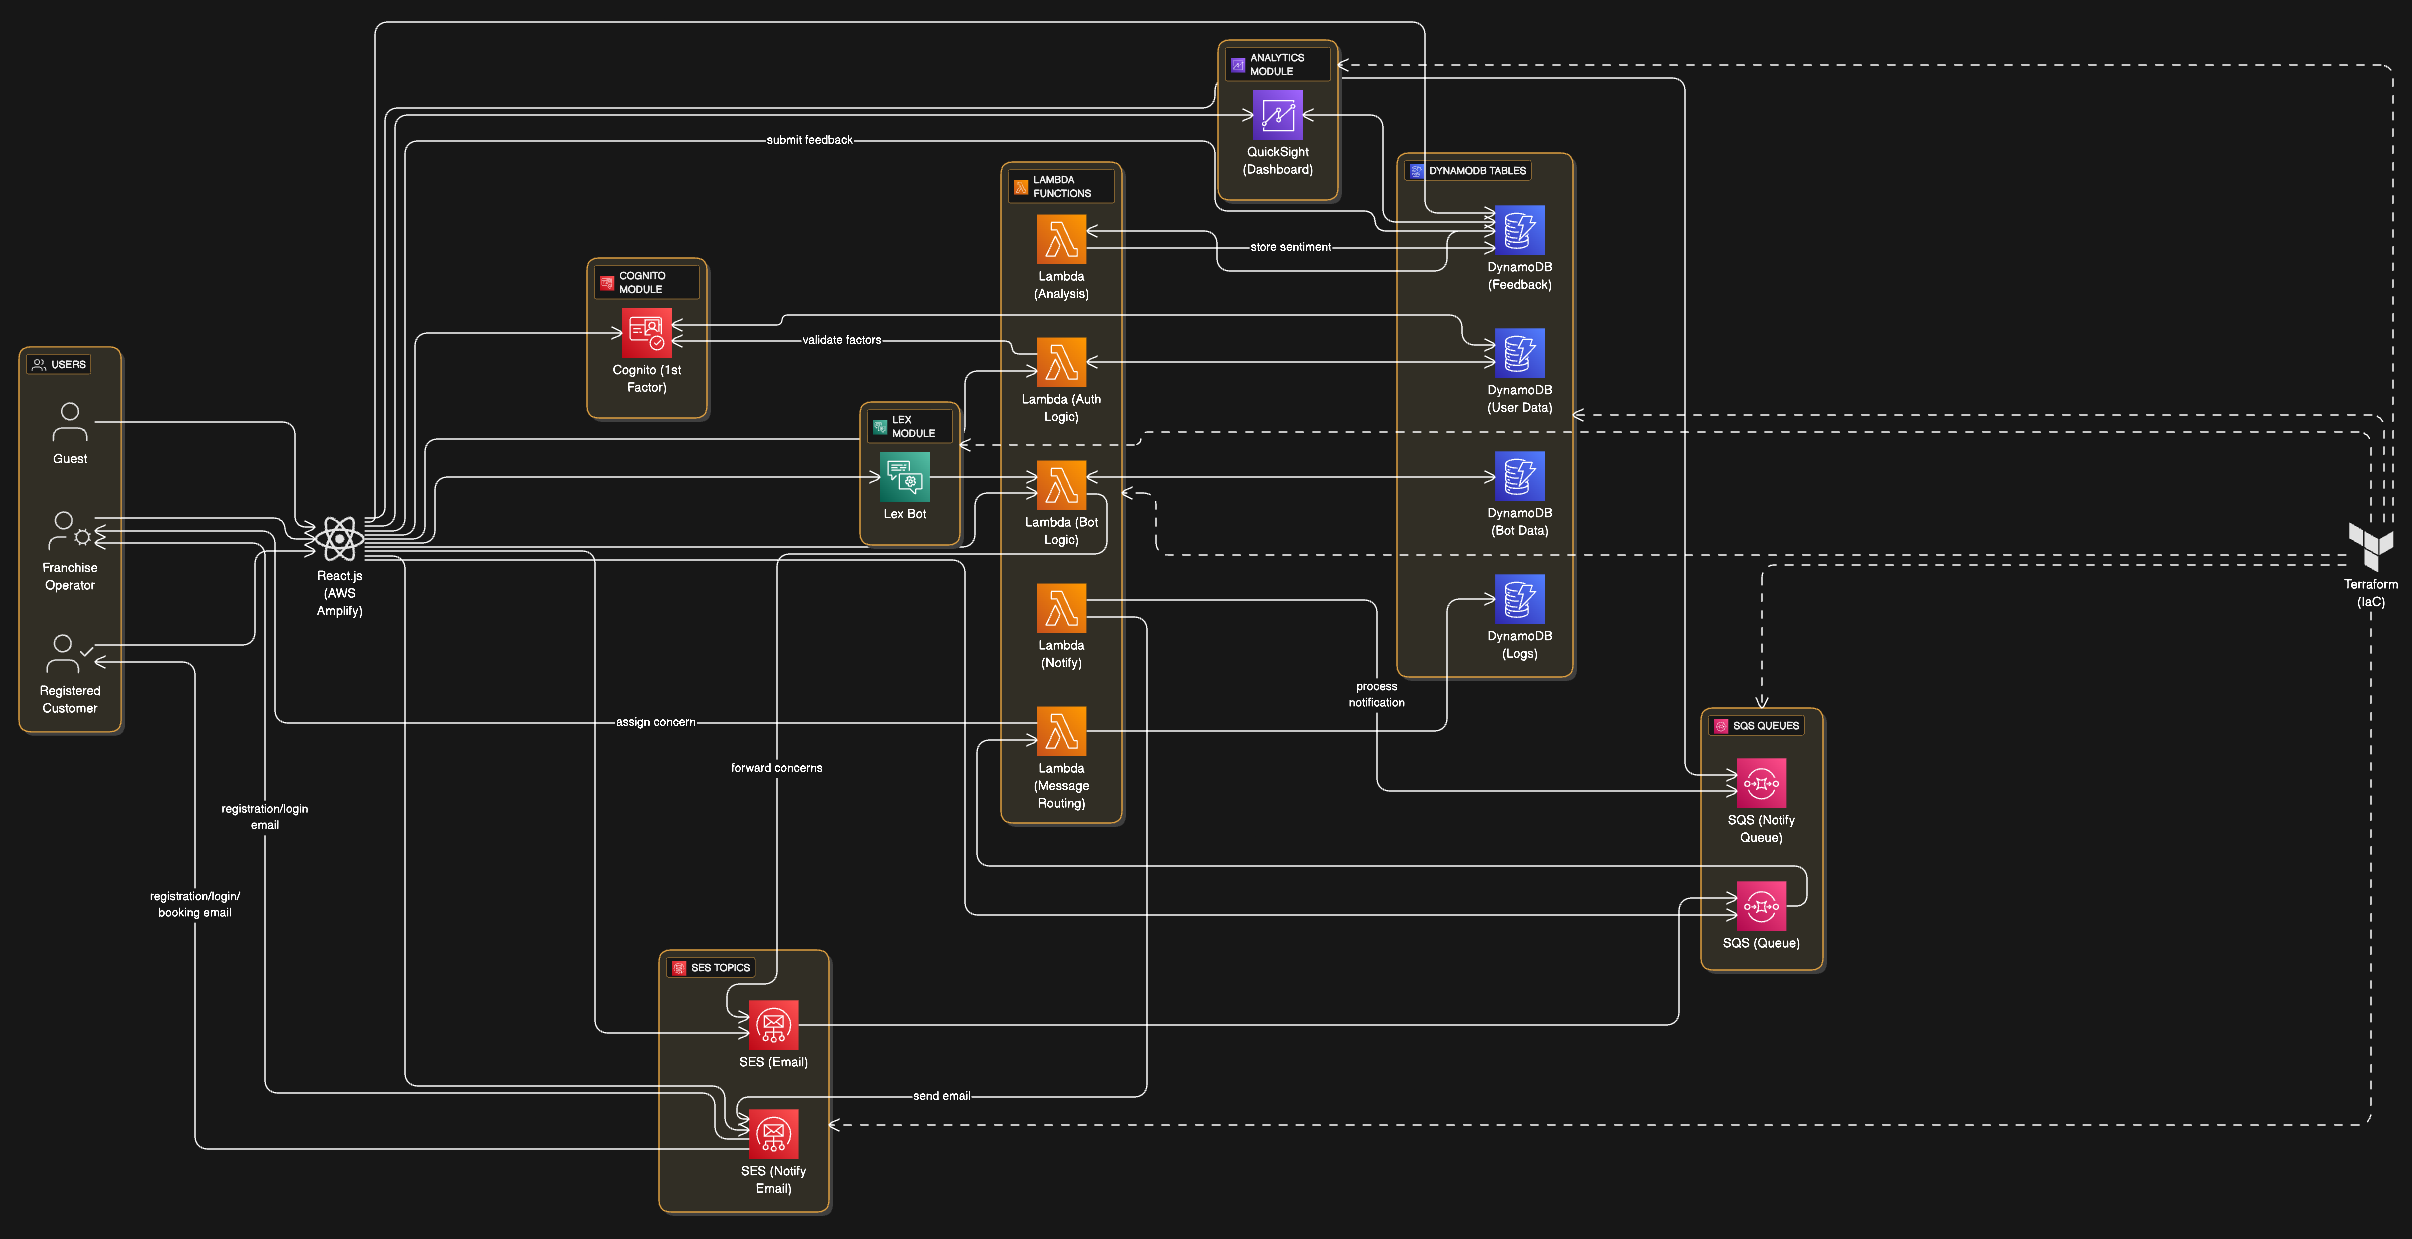 USERS
Guest
Franchise
Operator
Registered
Customer
React.js
(AWS
Amplify)
registration/login
email
registration/login/
booking email
COGNITO
MODULE
Cognito (1st
Factor)
LEX
MODULE
Lex Bot
submit feedback
validate factors
assign concern
forward concerns
SES TOPICS
SES (Email)
SES (Notify
Email)
send email
LAMBDA
FUNCTIONS
Lambda
(Analysis)
Lambda (Auth
Logic)
Lambda (Bot
Logic)
Lambda
(Notify)
Lambda
(Message
Routing)
ANALYTICS
MODULE
QuickSight
(Dashboard)
store sentiment
process
notification
DYNAMODB TABLES
DynamoDB
(Feedback)
DynamoDB
(User Data)
DynamoDB
(Bot Data)
DynamoDB
(Logs)
SQS QUEUES
SQS (Notify
Queue)
SQS (Queue)
Terraform
(IaC)